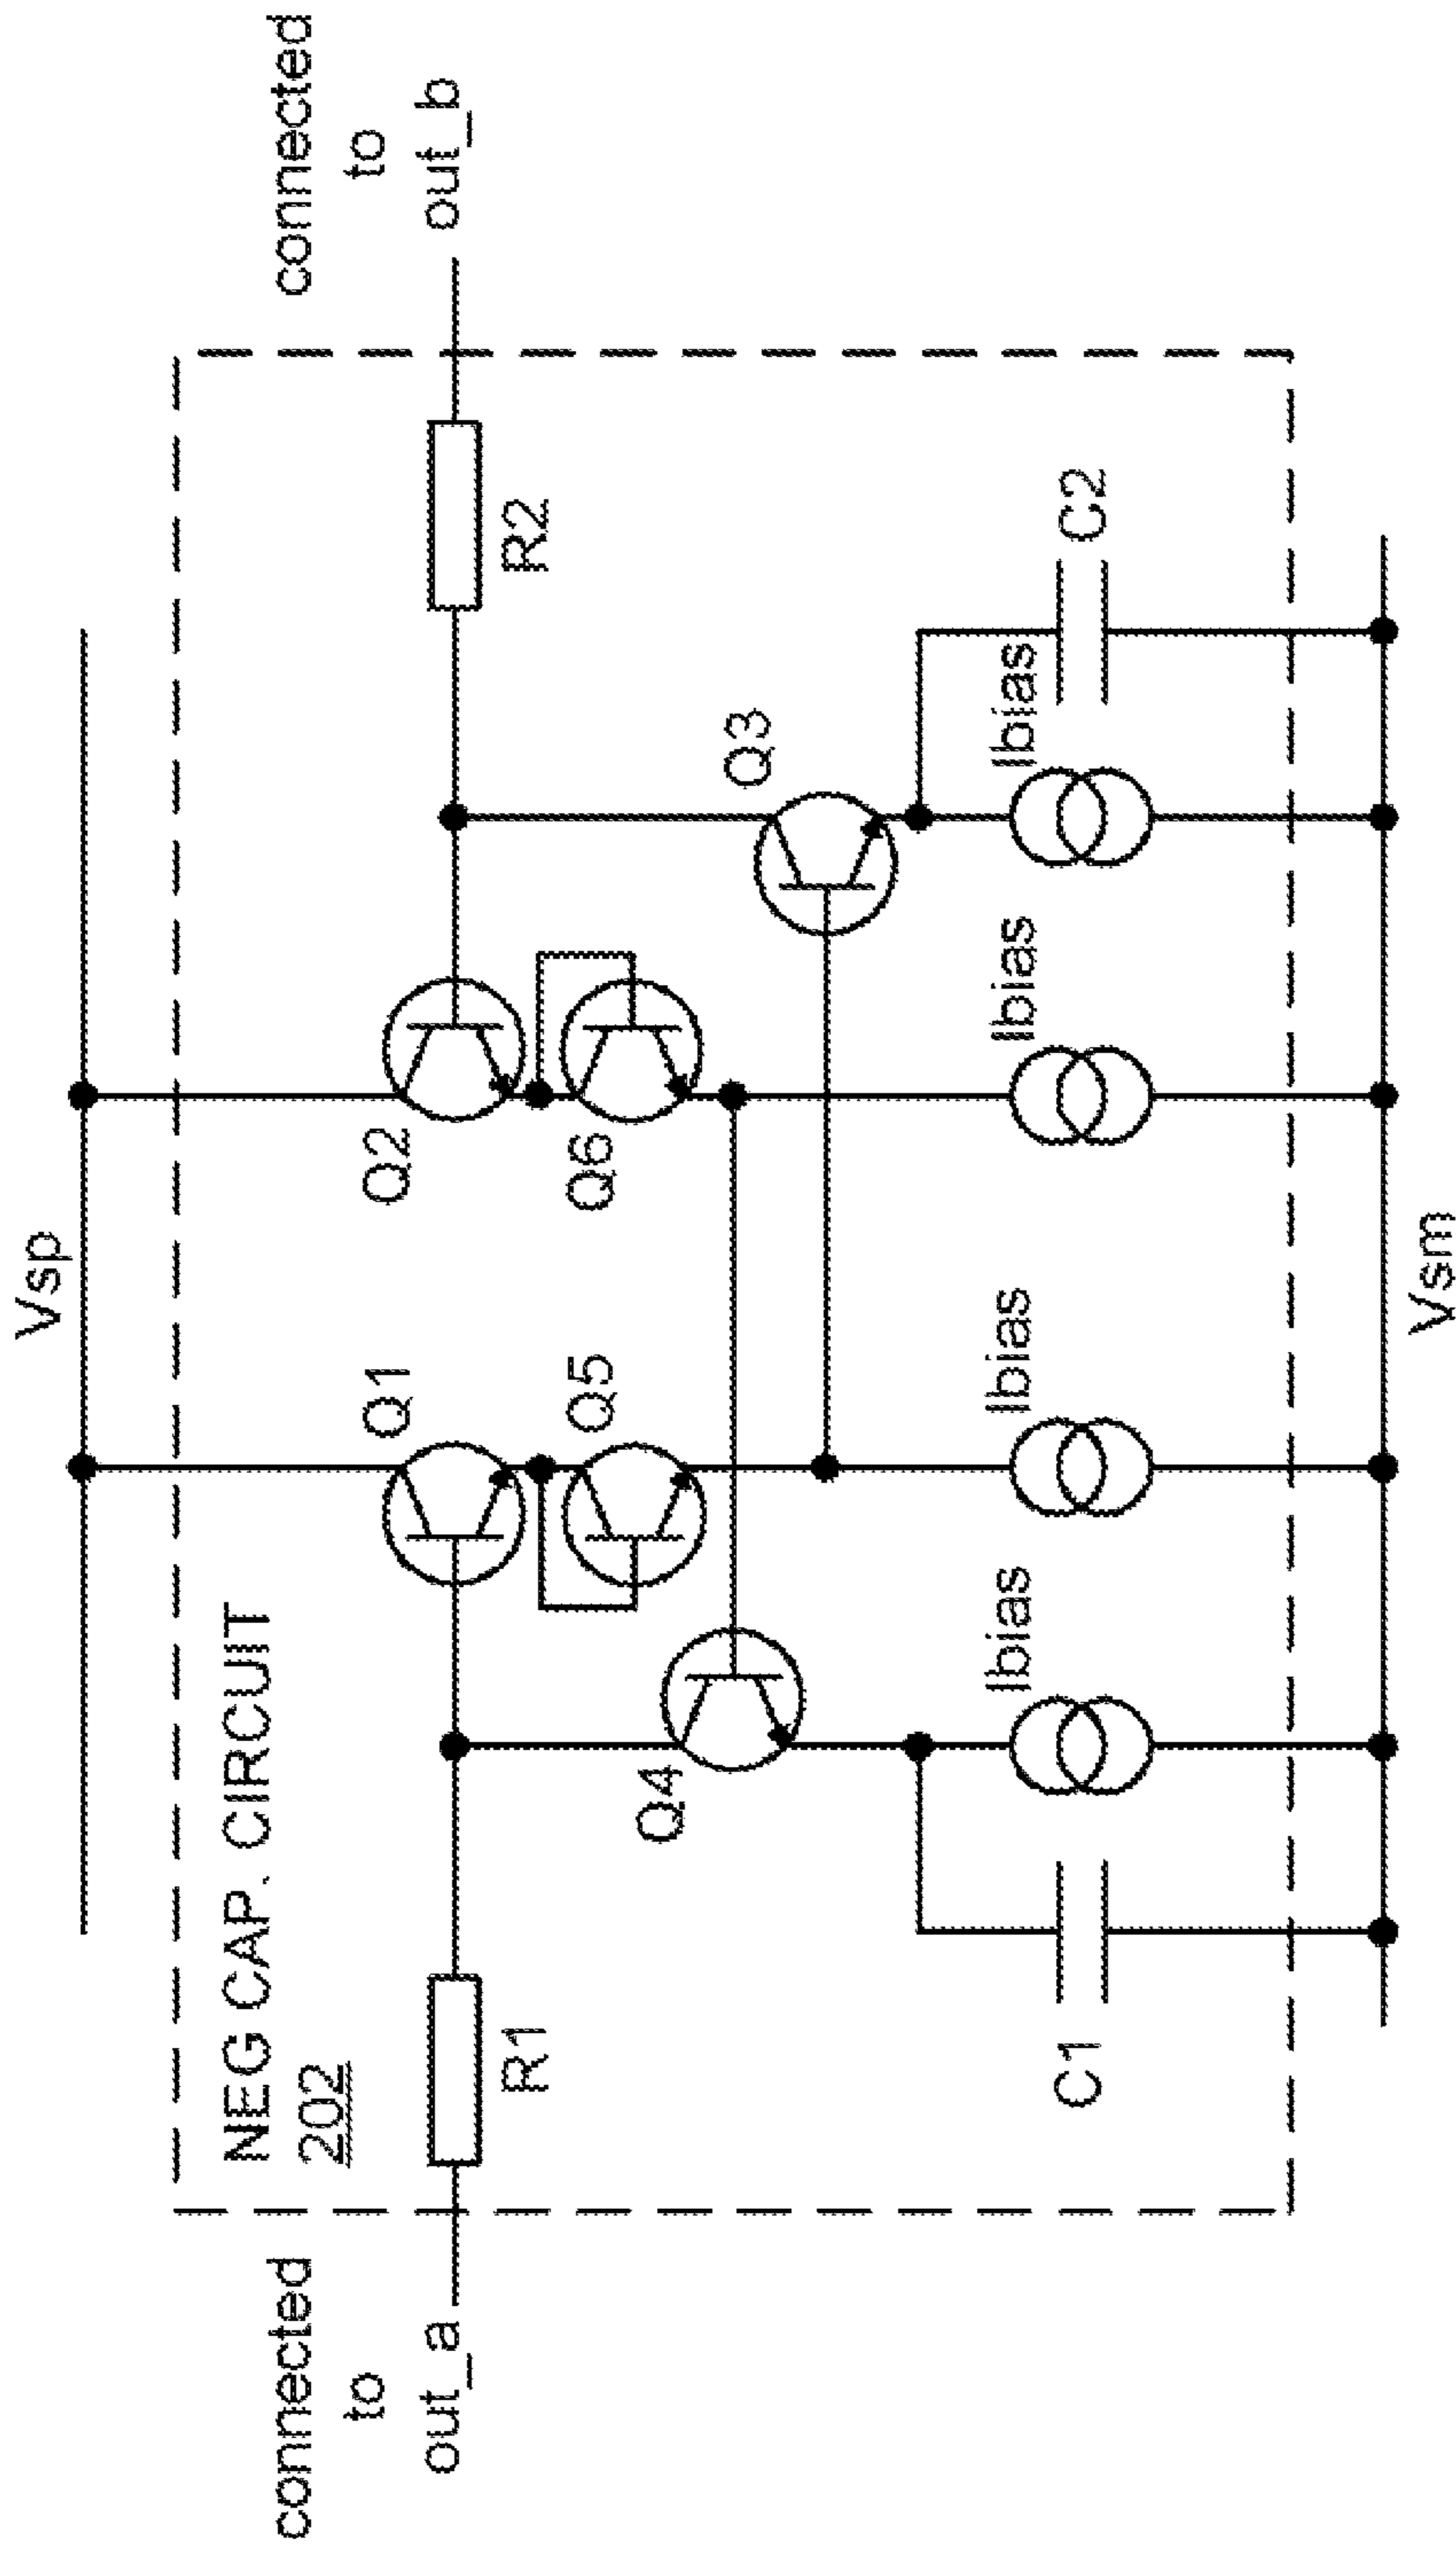 Vsp
NEG CAP. CIRCUIT
202
connected
to
out_a
connected
to
out_b
R1
R2
Q1
Q2
Q5
Q6
Q4
Q3
Ibias
Ibias
Ibias
Ibias
C1
C2
Vsm